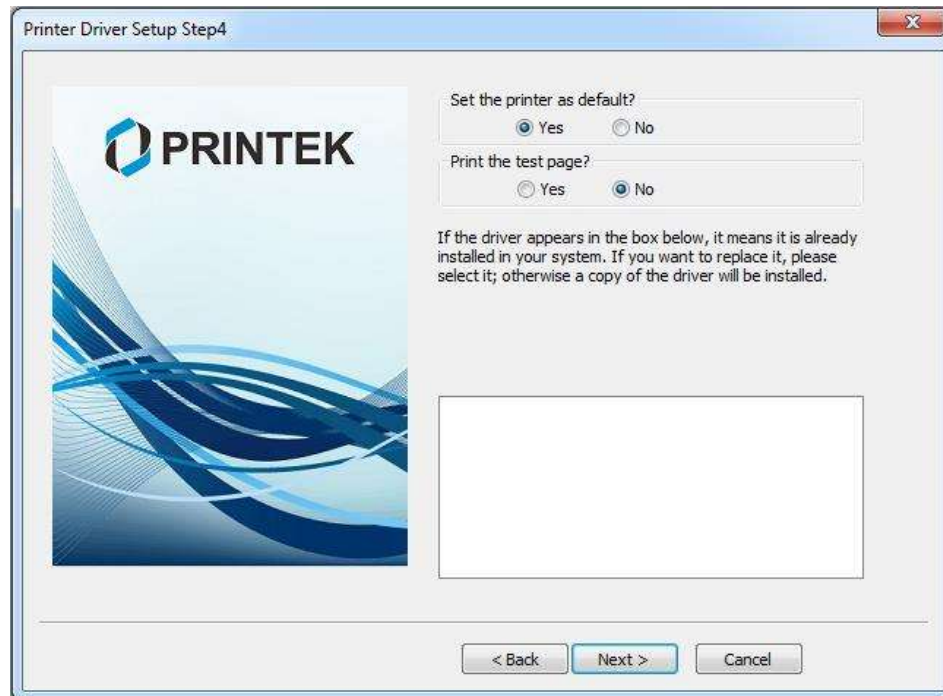 Printer Driver Setup Step4
PRINTEK
Set the printer as default?
Yes No
Print the test page?
Yes No
If the driver appears in the box below, it means it is already
installed in your system. If you want to replace it, please
select it; otherwise a copy of the driver will be installed.
< Back Next > Cancel